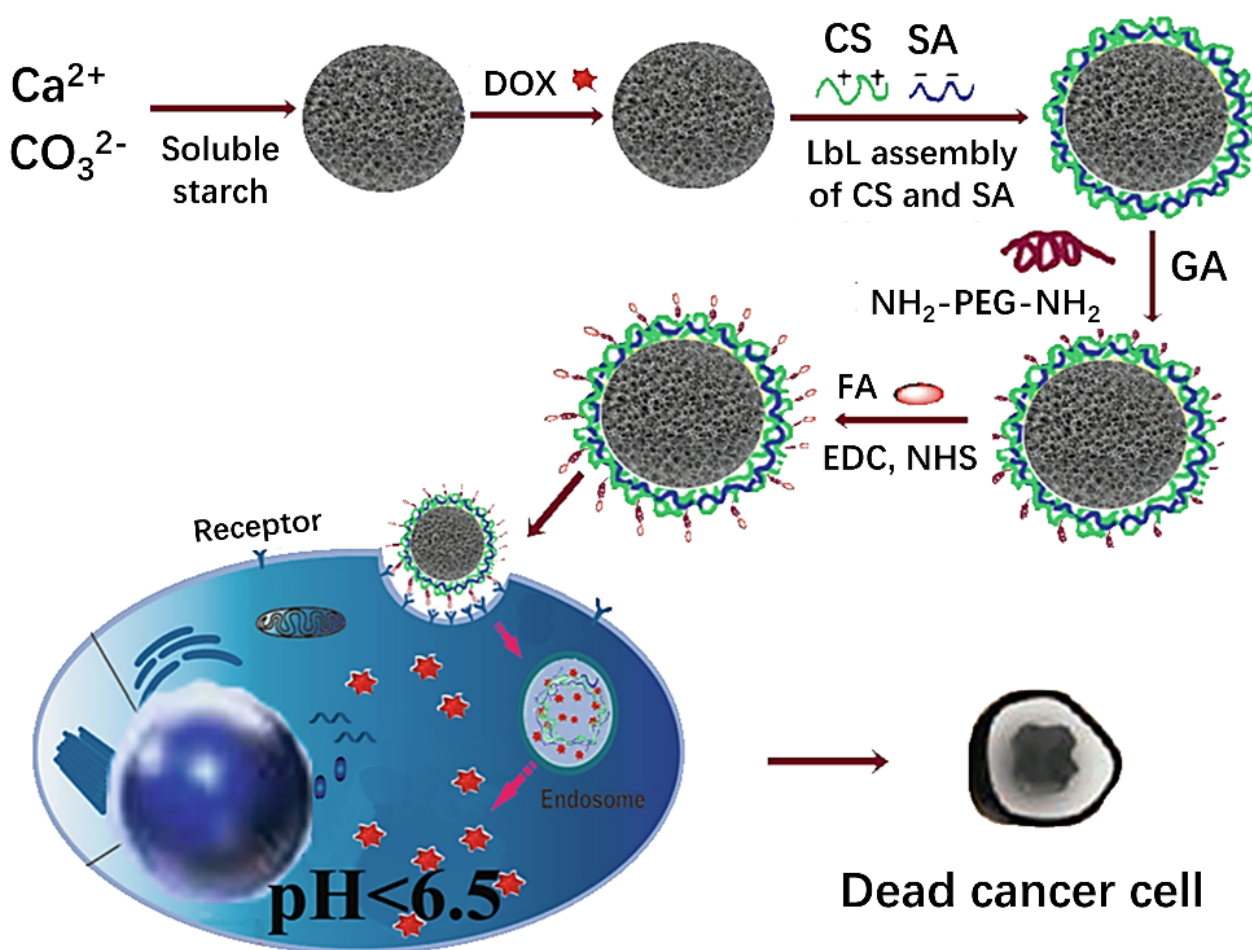 Ca²⁺
CO₃²⁻
Soluble
starch
DOX
CS SA
+ + − −
LbL assembly
of CS and SA
GA
NH₂-PEG-NH₂
FA
EDC, NHS
Receptor
Endosome
pH<6.5
Dead cancer cell